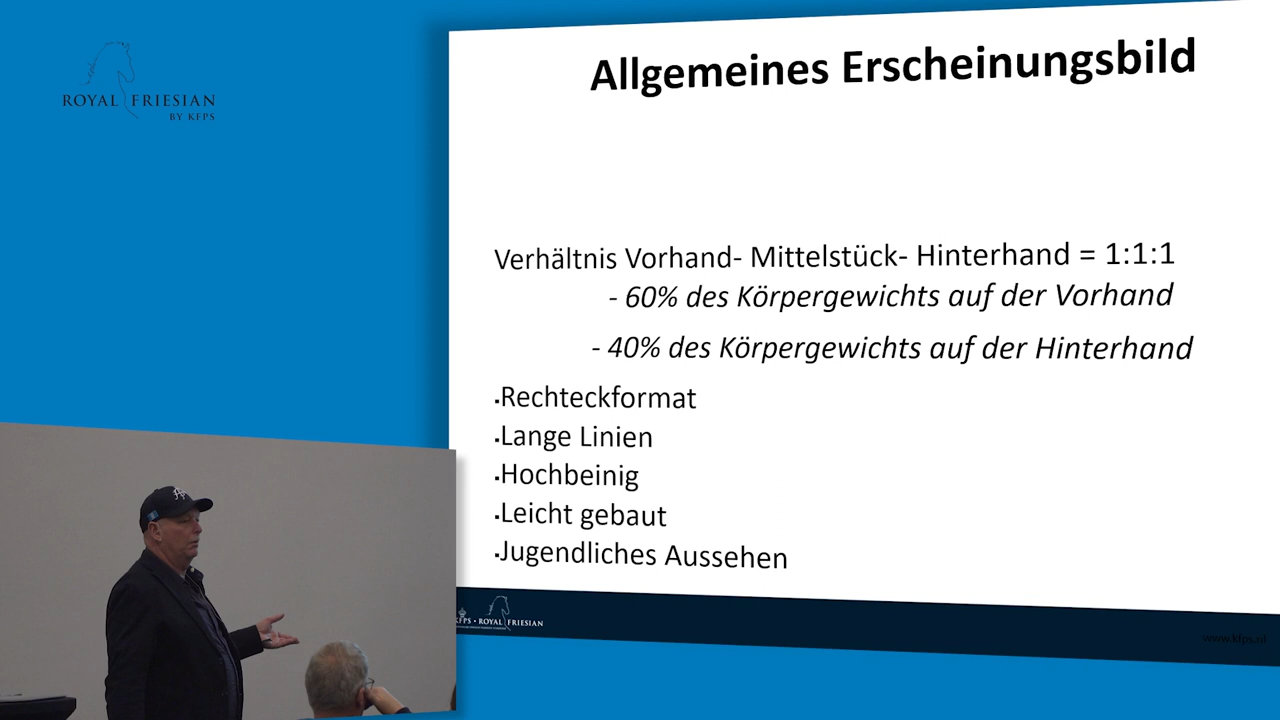 ROYAL FRIESIAN
BY KFPS
Allgemeines Erscheinungsbild
Verhältnis Vorhand- Mittelstück- Hinterhand = 1:1:1
- 60% des Körpergewichts auf der Vorhand
- 40% des Körpergewichts auf der Hinterhand
▪Rechteckformat
▪Lange Linien
▪Hochbeinig
▪Leicht gebaut
▪Jugendliches Aussehen
KFPS • ROYAL FRIESIAN
www.kfps.nl